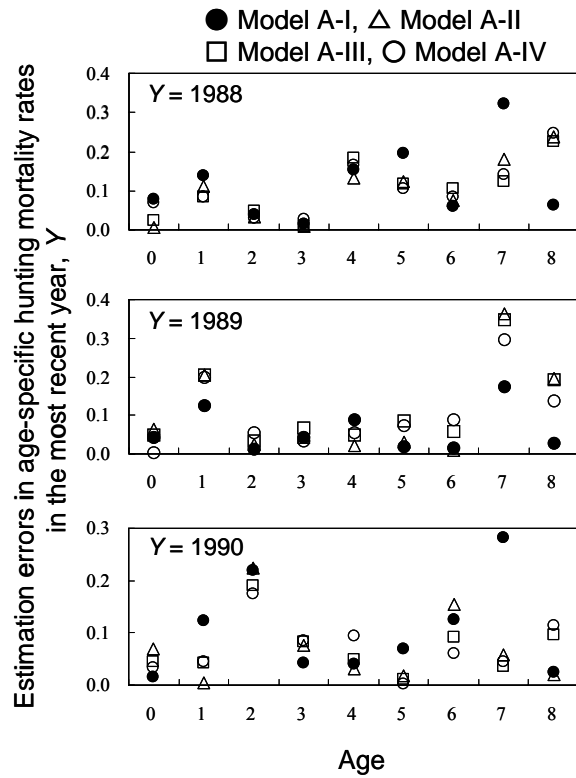 ● Model A-I, △ Model A-II
□ Model A-III, ○ Model A-IV
Estimation errors in age-specific hunting mortality rates
in the most recent year, Y
Y = 1988
0.4
0.3
0.2
0.1
0.0
0 1 2 3 4 5 6 7 8
Y = 1989
0.4
0.3
0.2
0.1
0.0
0 1 2 3 4 5 6 7 8
Y = 1990
0.3
0.2
0.1
0.0
0 1 2 3 4 5 6 7 8
Age